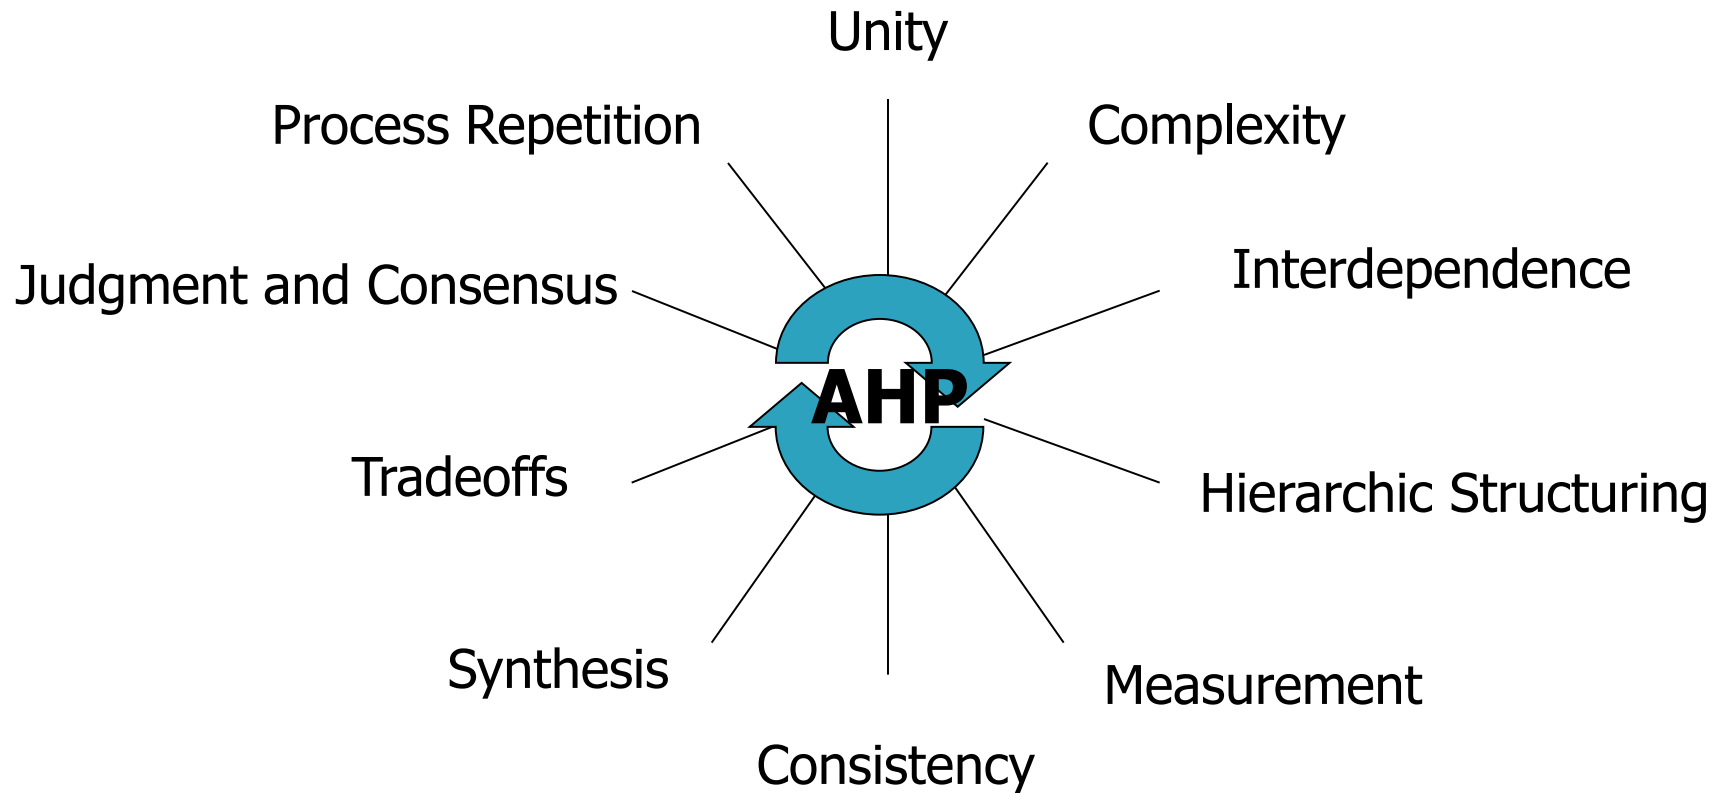 Unity
Process Repetition
Complexity
Interdependence
Judgment and Consensus
AHP
Tradeoffs
Hierarchic Structuring
Synthesis
Measurement
Consistency